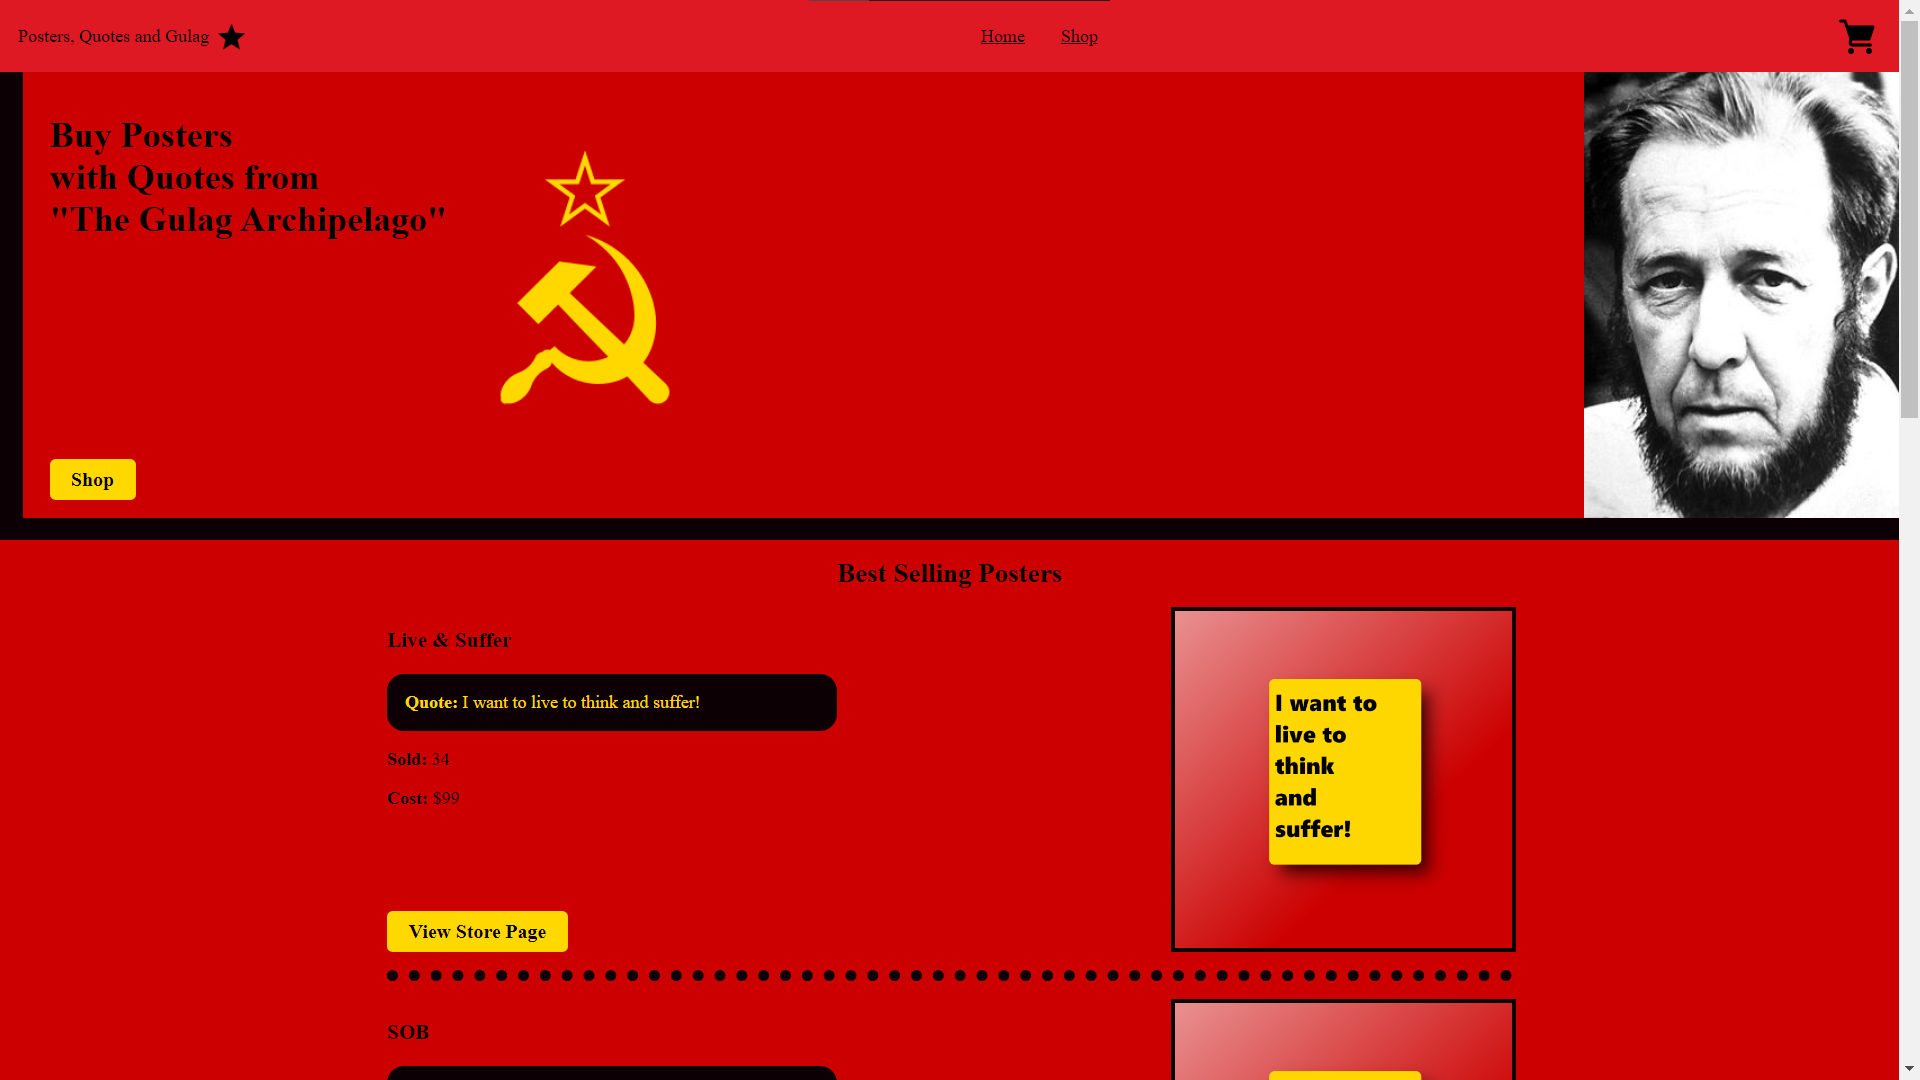 Posters, Quotes and Gulag
Home
Shop
Buy Posters
with Quotes from
"The Gulag Archipelago"
Shop
Best Selling Posters
Live & Suffer
Quote: I want to live to think and suffer!
Sold: 34
Cost: $99
View Store Page
I want to
live to
think
and
suffer!
SOB